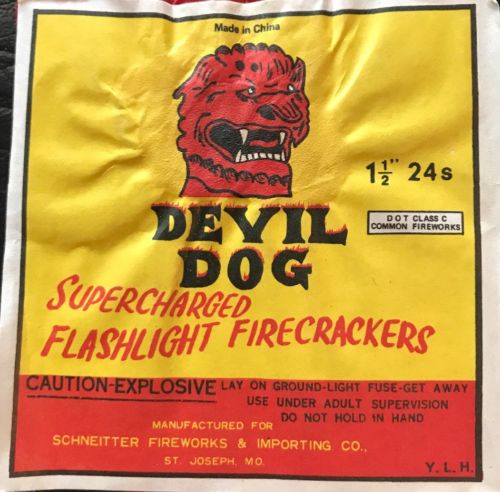 Made in China
1 1/2" 24s
DOT CLASS C
COMMON FIREWORKS
DEVIL
DOG
SUPERCHARGED
FLASHLIGHT FIRECRACKERS
CAUTION-EXPLOSIVE LAY ON GROUND-LIGHT FUSE-GET AWAY
USE UNDER ADULT SUPERVISION
DO NOT HOLD IN HAND
MANUFACTURED FOR
SCHNEITTER FIREWORKS & IMPORTING CO.,
ST. JOSEPH, MO.
Y. L. H.